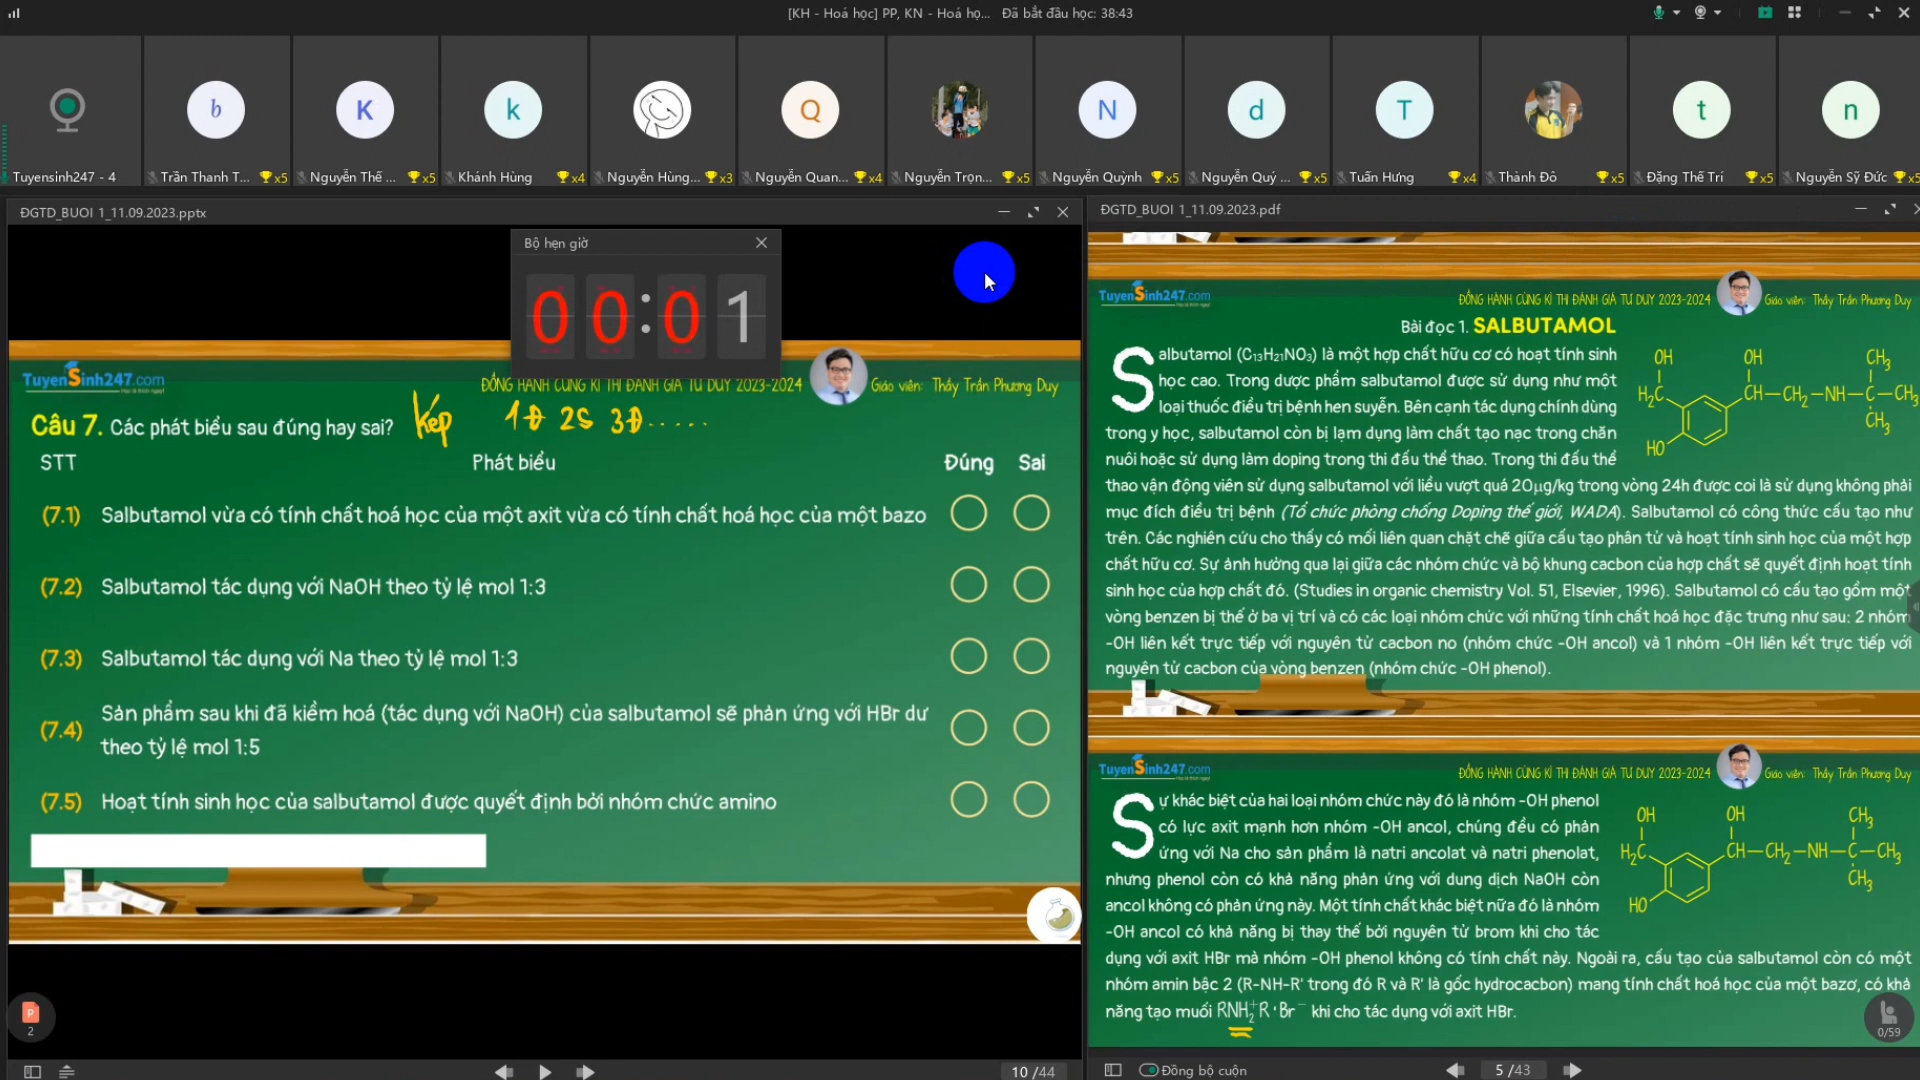 [KH - Hoá học] PP, KN - Hoá họ... Đã bắt đầu học: 38:43
b K k Q N d T t n
Tuyensinh247 - 4
Trần Thanh T... x5
Nguyễn Thế ... x5
Khánh Hùng x4
Nguyễn Hùng... x3
Nguyễn Quan... x4
Nguyễn Trọn... x5
Nguyễn Quỳnh x5
Nguyễn Quý ... x5
Tuấn Hưng x4
Thành Đô x5
Đặng Thế Trí x5
Nguyễn Sỹ Đức x5
ĐGTD_BUOI 1_11.09.2023.pptx
Bộ hẹn giờ
00:01
TuyenSinh247.com
ĐỒNG HÀNH CÙNG KÌ THI ĐÁNH GIÁ TƯ DUY 2023-2024 Giáo viên: Thầy Trần Phương Duy
Câu 7. Các phát biểu sau đúng hay sai? kép 1Đ 2S 3Đ.....
STT Phát biểu Đúng Sai
(7.1) Salbutamol vừa có tính chất hoá học của một axit vừa có tính chất hoá học của một bazo
(7.2) Salbutamol tác dụng với NaOH theo tỷ lệ mol 1:3
(7.3) Salbutamol tác dụng với Na theo tỷ lệ mol 1:3
(7.4) Sản phẩm sau khi đã kiềm hoá (tác dụng với NaOH) của salbutamol sẽ phản ứng với HBr dư
theo tỷ lệ mol 1:5
(7.5) Hoạt tính sinh học của salbutamol được quyết định bởi nhóm chức amino
P
2
10 /44
ĐGTD_BUOI 1_11.09.2023.pdf
TuyenSinh247.com
ĐỒNG HÀNH CÙNG KÌ THI ĐÁNH GIÁ TƯ DUY 2023-2024 Giáo viên: Thầy Trần Phương Duy
Bài đọc 1. SALBUTAMOL
Salbutamol (C₁₃H₂₁NO₃) là một hợp chất hữu cơ có hoạt tính sinh
học cao. Trong dược phẩm salbutamol được sử dụng như một
loại thuốc điều trị bệnh hen suyễn. Bên cạnh tác dụng chính dùng
trong y học, salbutamol còn bị lạm dụng làm chất tạo nạc trong chăn
nuôi hoặc sử dụng làm doping trong thi đấu thể thao. Trong thi đấu thể
thao vận động viên sử dụng salbutamol với liều vượt quá 20µg/kg trong vòng 24h được coi là sử dụng không phải
mục đích điều trị bệnh (Tổ chức phòng chống Doping thế giới, WADA). Salbutamol có công thức cấu tạo như
trên. Các nghiên cứu cho thấy có mối liên quan chặt chẽ giữa cấu tạo phân tử và hoạt tính sinh học của một hợp
chất hữu cơ. Sự ảnh hưởng qua lại giữa các nhóm chức và bộ khung cacbon của hợp chất sẽ quyết định hoạt tính
sinh học của hợp chất đó. (Studies in organic chemistry Vol. 51, Elsevier, 1996). Salbutamol có cấu tạo gồm một
vòng benzen bị thế ở ba vị trí và có các loại nhóm chức với những tính chất hoá học đặc trưng như sau: 2 nhóm
-OH liên kết trực tiếp với nguyên tử cacbon no (nhóm chức -OH ancol) và 1 nhóm -OH liên kết trực tiếp với
nguyên tử cacbon của vòng benzen (nhóm chức -OH phenol).
OH OH CH₃
H₂C CH—CH₂—NH—C—CH₃
CH₃
HO
TuyenSinh247.com
ĐỒNG HÀNH CÙNG KÌ THI ĐÁNH GIÁ TƯ DUY 2023-2024 Giáo viên: Thầy Trần Phương Duy
Sự khác biệt của hai loại nhóm chức này đó là nhóm -OH phenol
có lực axit mạnh hơn nhóm -OH ancol, chúng đều có phản
ứng với Na cho sản phẩm là natri ancolat và natri phenolat,
nhưng phenol còn có khả năng phản ứng với dung dịch NaOH còn
ancol không có phản ứng này. Một tính chất khác biệt nữa đó là nhóm
-OH ancol có khả năng bị thay thế bởi nguyên tử brom khi cho tác
dụng với axit HBr mà nhóm -OH phenol không có tính chất này. Ngoài ra, cấu tạo của salbutamol còn có một
nhóm amin bậc 2 (R-NH-R' trong đó R và R' là gốc hydrocacbon) mang tính chất hoá học của một bazơ, có khả
năng tạo muối RNH₂⁺R'Br⁻ khi cho tác dụng với axit HBr.
OH OH CH₃
H₂C CH—CH₂—NH—C—CH₃
CH₃
HO
0/59
Đồng bộ cuộn
5 /43